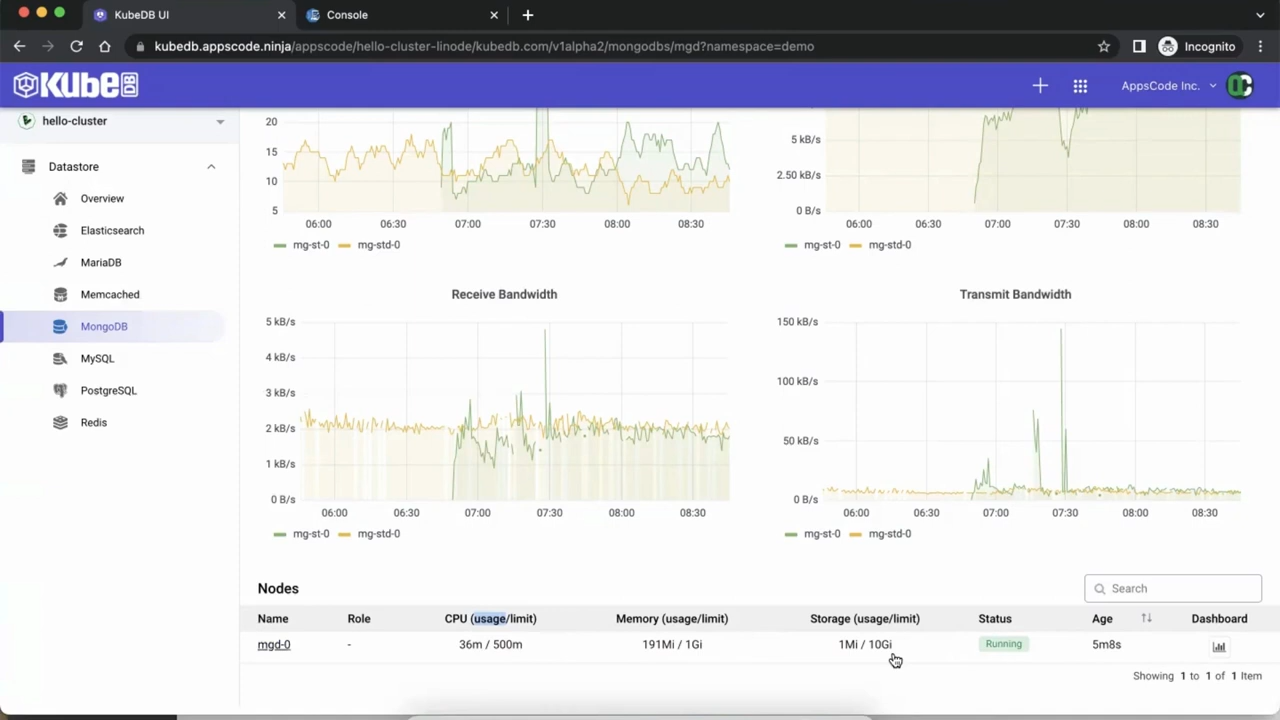 KubeDB UI
Console
kubedb.appscode.ninja/appscode/hello-cluster-linode/kubedb.com/v1alpha2/mongodbs/mgd?namespace=demo
Incognito
KubeDB
AppsCode Inc.
hello-cluster
Datastore
Overview
Elasticsearch
MariaDB
Memcached
MongoDB
MySQL
PostgreSQL
Redis
20
15
10
5
06:00 06:30 07:00 07:30 08:00 08:30
mg-st-0 mg-std-0
5 kB/s
2.50 kB/s
0 B/s
06:00 06:30 07:00 07:30 08:00 08:30
mg-st-0 mg-std-0
Receive Bandwidth
5 kB/s
4 kB/s
3 kB/s
2 kB/s
1 kB/s
0 B/s
06:00 06:30 07:00 07:30 08:00 08:30
mg-st-0 mg-std-0
Transmit Bandwidth
150 kB/s
100 kB/s
50 kB/s
0 B/s
06:00 06:30 07:00 07:30 08:00 08:30
mg-st-0 mg-std-0
Nodes
Search
Name Role CPU (usage/limit) Memory (usage/limit) Storage (usage/limit) Status Age Dashboard
mgd-0 - 36m / 500m 191Mi / 1Gi 1Mi / 10Gi Running 5m8s
Showing 1 to 1 of 1 Item